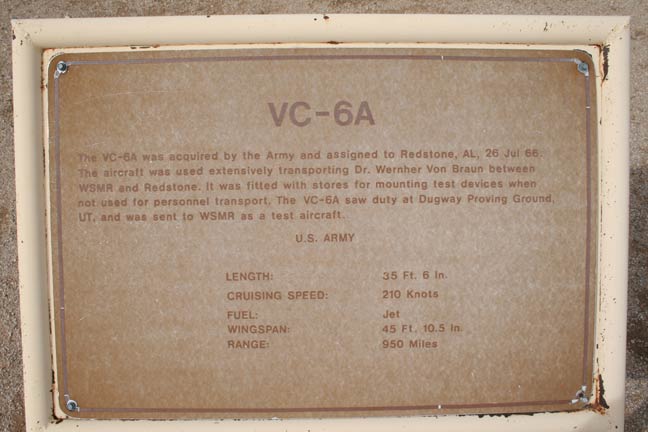 VC-6A
The VC-6A was acquired by the Army and assigned to Redstone, AL, 26 Jul 66.
The aircraft was used extensively transporting Dr. Wernher Von Braun between
WSMR and Redstone. It was fitted with stores for mounting test devices when
not used for personnel transport. The VC-6A saw duty at Dugway Proving Ground,
UT, and was sent to WSMR as a test aircraft.
U.S. ARMY
LENGTH: 35 Ft. 6 In.
CRUISING SPEED: 210 Knots
FUEL: Jet
WINGSPAN: 45 Ft. 10.5 In.
RANGE: 950 Miles